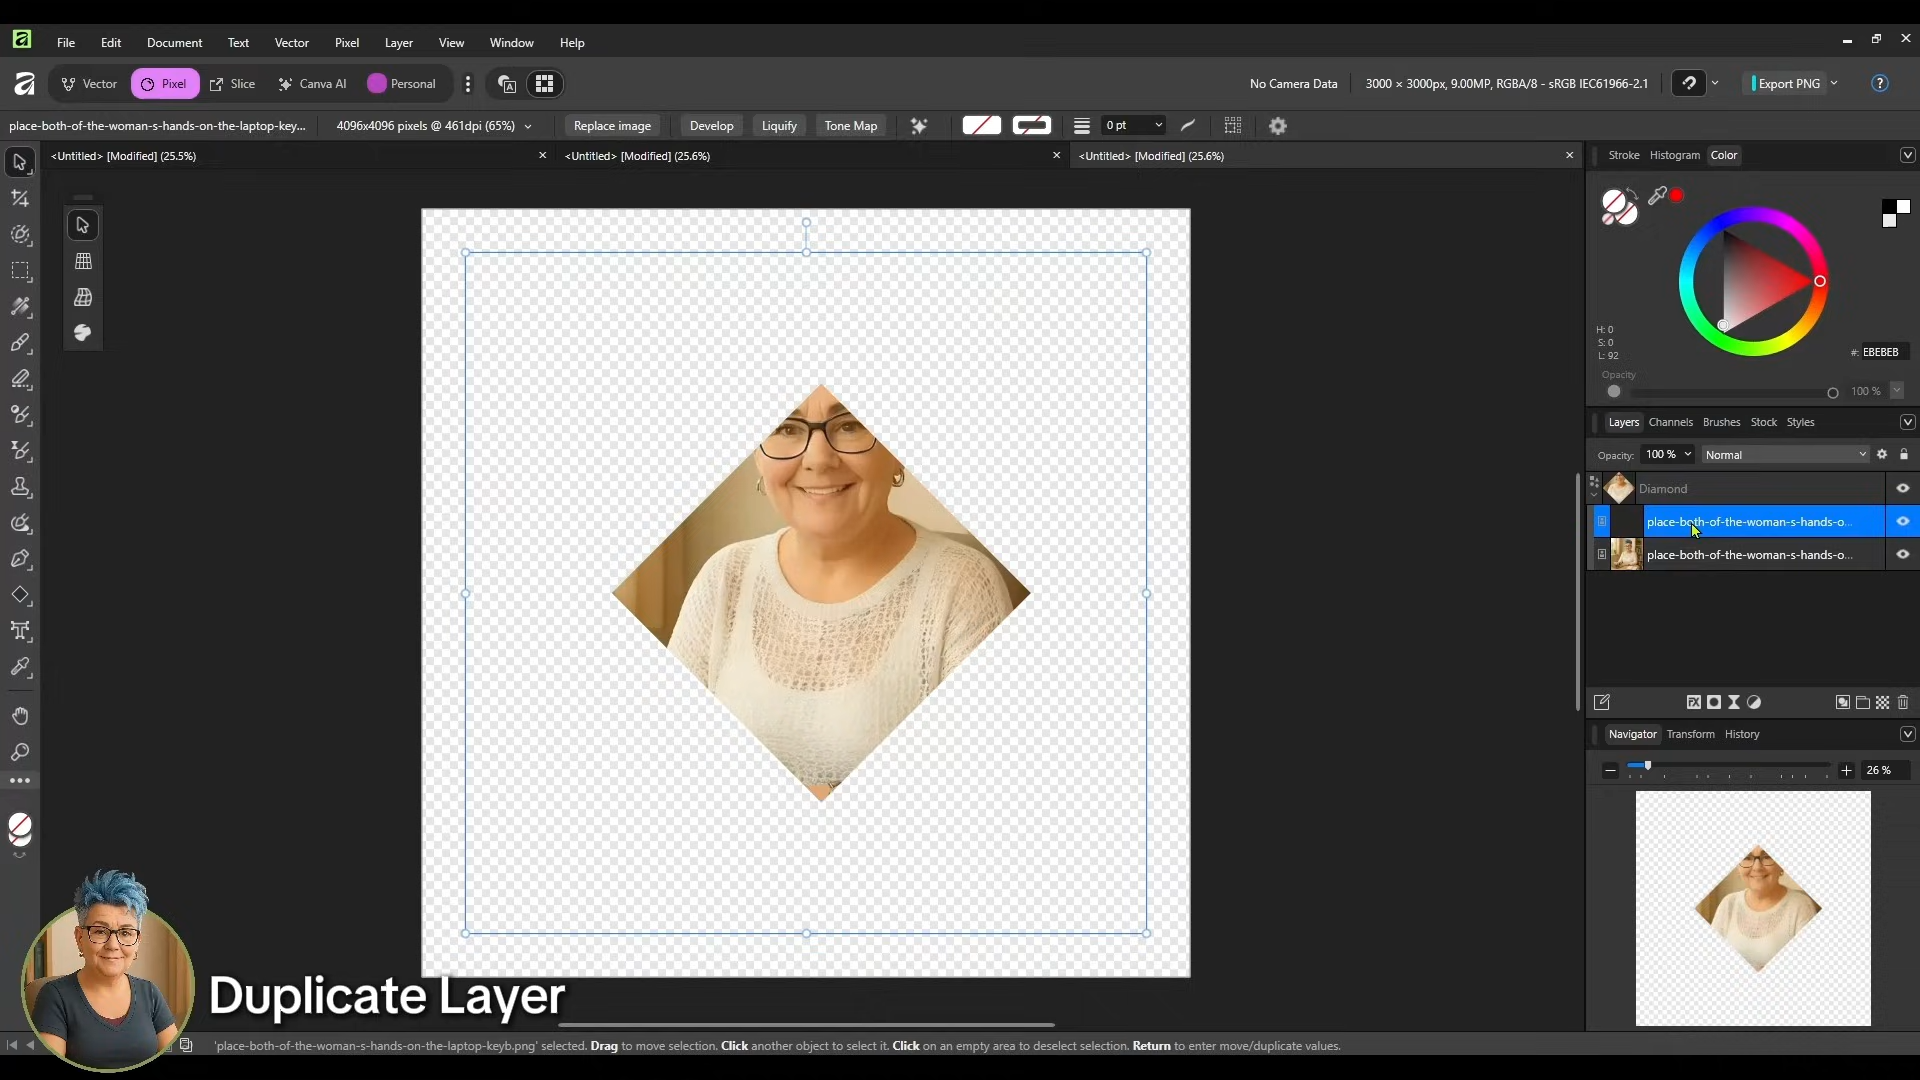 File Edit Document Text Vector Pixel Layer View Window Help
Vector Pixel Slice Canva AI Personal No Camera Data 3000 × 3000px, 9.00MP, RGBA/8 - sRGB IEC61966-2.1 Export PNG
place-both-of-the-woman-s-hands-on-the-laptop-key... 4096x4096 pixels @ 461dpi (65%) Replace image Develop Liquify Tone Map 0 pt
<Untitled> [Modified] (25.5%) <Untitled> [Modified] (25.6%) <Untitled> [Modified] (25.6%)
Stroke Histogram Color
H: 0
S: 0
L: 92
#: EBEBEB
Opacity
100 %
Layers Channels Brushes Stock Styles
Opacity: 100 % Normal
Diamond
place-both-of-the-woman-s-hands-o...
place-both-of-the-woman-s-hands-o...
Navigator Transform History
26 %
Duplicate Layer
'place-both-of-the-woman-s-hands-on-the-laptop-keyb.png' selected. Drag to move selection. Click another object to select it. Click on an empty area to deselect selection. Return to enter move/duplicate values.